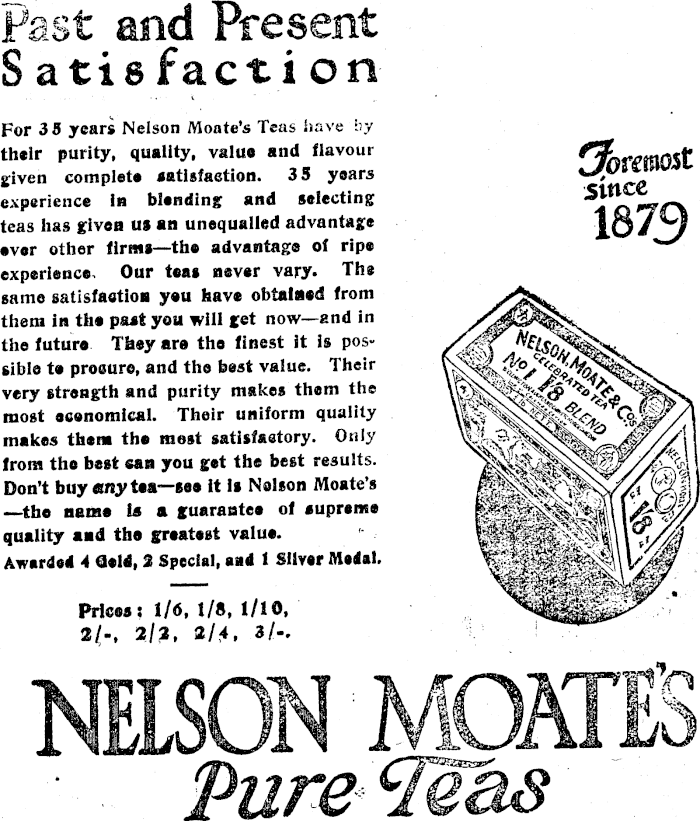 Past and Present
Satisfaction
For 35 years Nelson Moate's Teas have by
their purity, quality, value and flavour
given complete satisfaction. 35 years
experience in blending and selecting
teas has given us an unequalled advantage
over other firms—the advantage of ripe
experience. Our teas never vary. The
same satisfaction you have obtained from
them in the past you will get now—and in
the future. They are the finest it is pos-
sible to procure, and the best value. Their
very strength and purity makes them the
most economical. Their uniform quality
makes them the most satisfactory. Only
from the best can you get the best results.
Don't buy any tea—see it is Nelson Moate's
—the name is a guarantee of supreme
quality and the greatest value.
Awarded 4 Gold, 2 Special, and 1 Silver Medal.
Prices: 1/6, 1/8, 1/10,
2/-, 2/2, 2/4, 3/-.
Foremost
since
1879
NELSON, MOATE & Co's
CELEBRATED TEA
No 1 1/8 BLEND
1/8
NELSON MOATE'S
Pure Teas